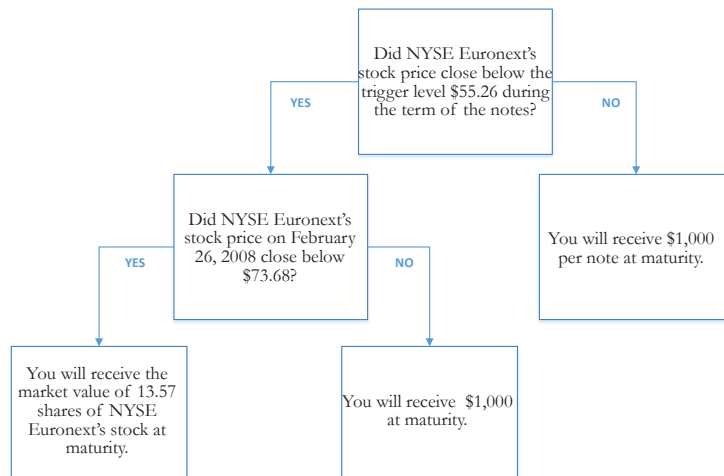 Did NYSE Euronext's
stock price close below the
trigger level $55.26 during
the term of the notes?
YES
NO
Did NYSE Euronext's
stock price on February
26, 2008 close below
$73.68?
You will receive $1,000
per note at maturity.
YES
NO
You will receive the
market value of 13.57
shares of NYSE
Euronext's stock at
maturity.
You will receive $1,000
at maturity.